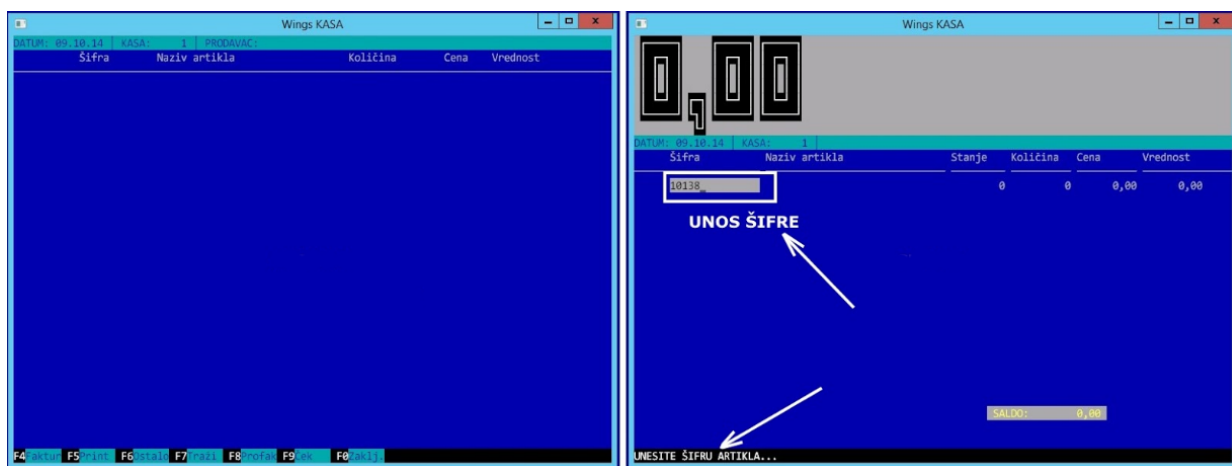 Wings KASA
DATUM: 09.10.14 KASA: 1 PRODAVAC:
Šifra Naziv artikla Količina Cena Vrednost
F4Faktur F5Print F6Ostalo F7Traži F8Profak F9Ček F0Zaklj.
Wings KASA
0,00
DATUM: 09.10.14 KASA: 1
Šifra Naziv artikla Stanje Količina Cena Vrednost
10138_ 0 0 0,00 0,00
UNOS ŠIFRE
SALDO: 0,00
UNESITE ŠIFRU ARTIKLA...